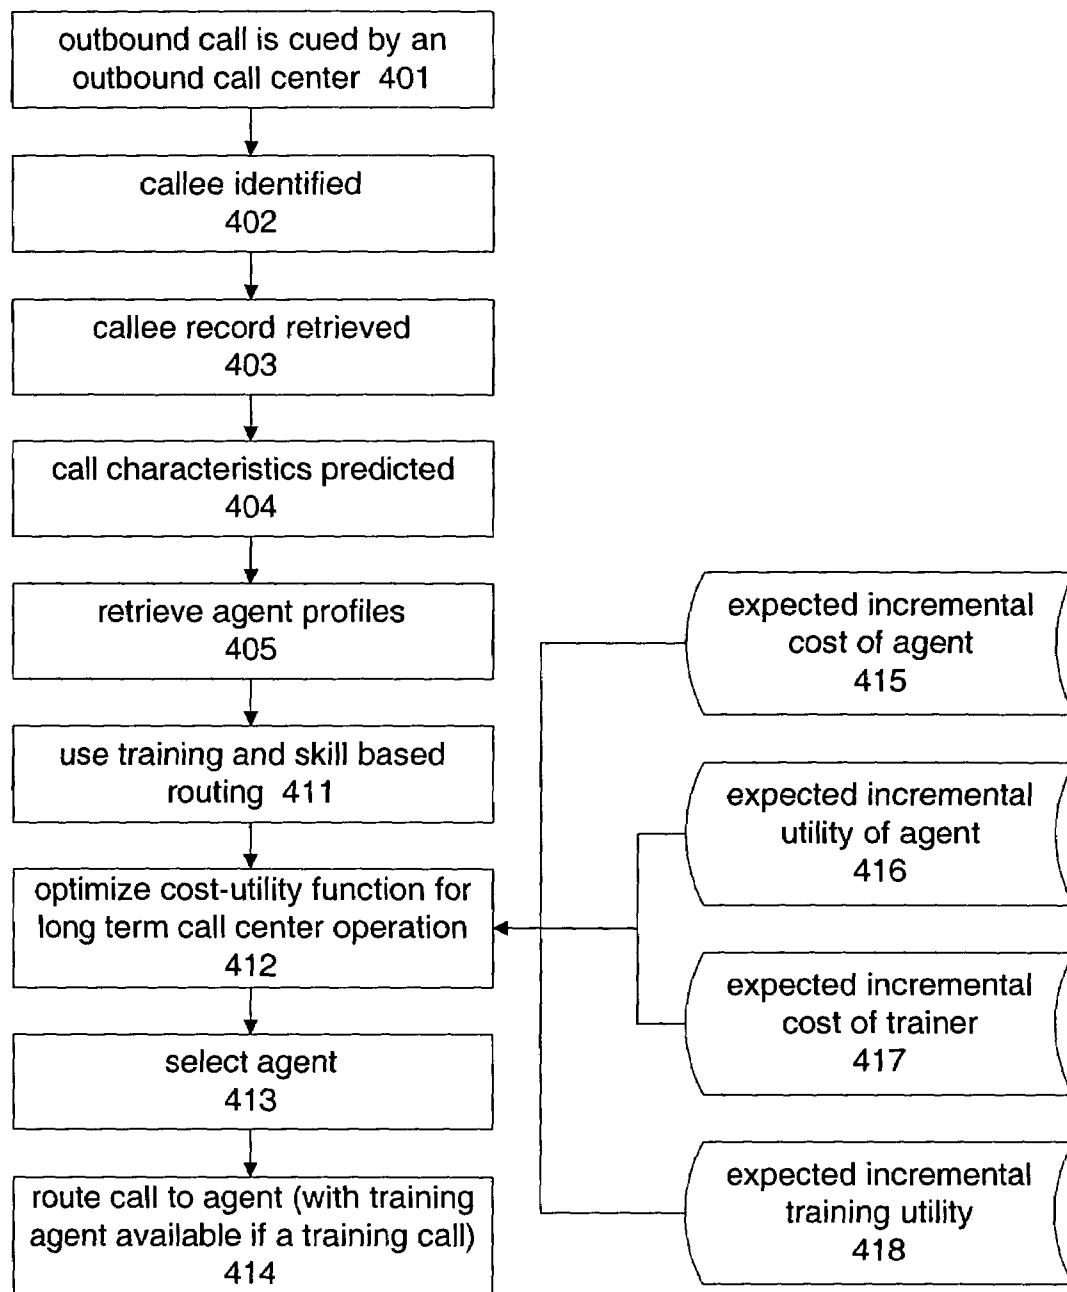 outbound call is cued by an
outbound call center 401
callee identified
402
callee record retrieved
403
call characteristics predicted
404
retrieve agent profiles
405
use training and skill based
routing 411
optimize cost-utility function for
long term call center operation
412
select agent
413
route call to agent (with training
agent available if a training call)
414
expected incremental
cost of agent
415
expected incremental
utility of agent
416
expected incremental
cost of trainer
417
expected incremental
training utility
418